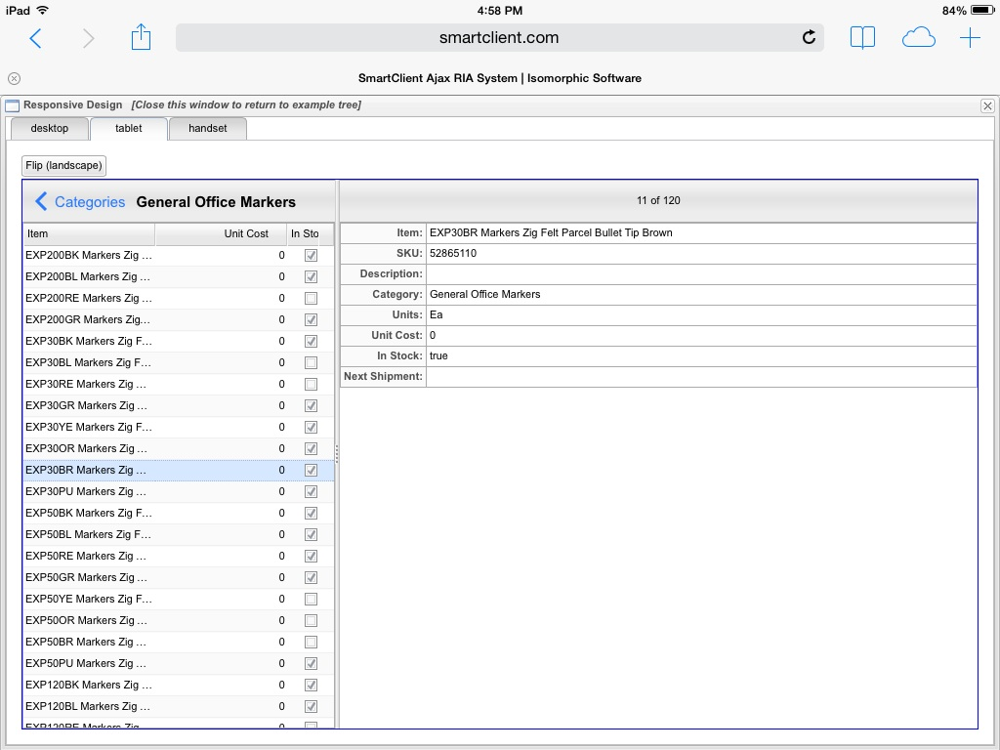 iPad 4:58 PM 84%
smartclient.com
SmartClient Ajax RIA System | Isomorphic Software
Responsive Design [Close this window to return to example tree]
desktop tablet handset
Flip (landscape)
Categories General Office Markers 11 of 120
Item Unit Cost In Sto
EXP200BK Markers Zig ... 0
EXP200BL Markers Zig ... 0
EXP200RE Markers Zig ... 0
EXP200GR Markers Zig... 0
EXP30BK Markers Zig F... 0
EXP30BL Markers Zig F... 0
EXP30RE Markers Zig ... 0
EXP30GR Markers Zig ... 0
EXP30YE Markers Zig F... 0
EXP30OR Markers Zig ... 0
EXP30BR Markers Zig ... 0
EXP30PU Markers Zig ... 0
EXP50BK Markers Zig F... 0
EXP50BL Markers Zig F... 0
EXP50RE Markers Zig ... 0
EXP50GR Markers Zig ... 0
EXP50YE Markers Zig F... 0
EXP50OR Markers Zig ... 0
EXP50BR Markers Zig ... 0
EXP50PU Markers Zig ... 0
EXP120BK Markers Zig ... 0
EXP120BL Markers Zig ... 0
EXP120RE Markers Zig 0
Item: EXP30BR Markers Zig Felt Parcel Bullet Tip Brown
SKU: 52865110
Description:
Category: General Office Markers
Units: Ea
Unit Cost: 0
In Stock: true
Next Shipment: